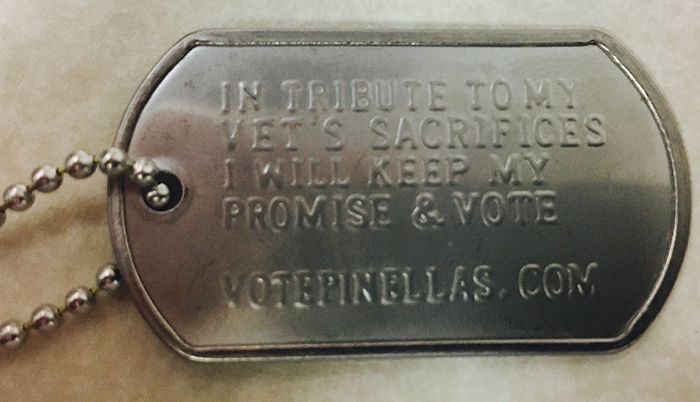 IN TRIBUTE TO MY
VET'S SACRIFICES
I WILL KEEP MY
PROMISE & VOTE
VOTEPINELLAS.COM